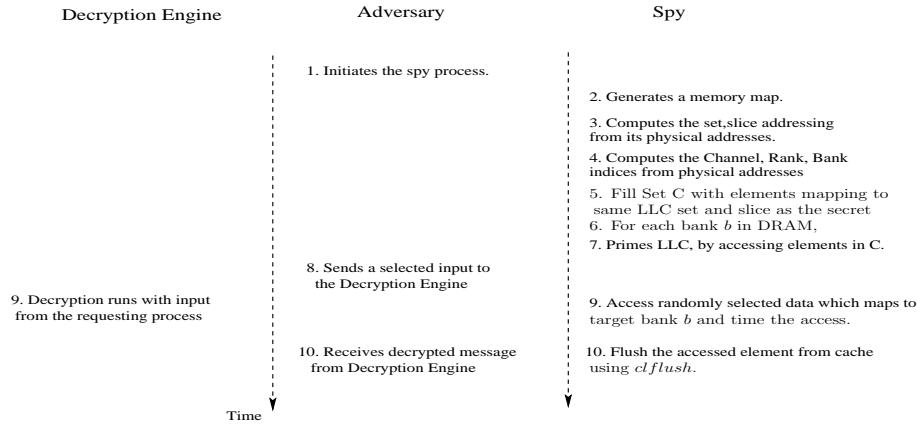 Decryption Engine Adversary Spy
1. Initiates the spy process.
2. Generates a memory map.
3. Computes the set,slice addressing
from its physical addresses.
4. Computes the Channel, Rank, Bank
indices from physical addresses
5. Fill Set C with elements mapping to
same LLC set and slice as the secret
6. For each bank b in DRAM,
7. Primes LLC, by accessing elements in C.
8. Sends a selected input to
the Decryption Engine
9. Decryption runs with input
from the requesting process
9. Access randomly selected data which maps to
target bank b and time the access.
10. Receives decrypted message
from Decryption Engine
10. Flush the accessed element from cache
using clflush.
Time